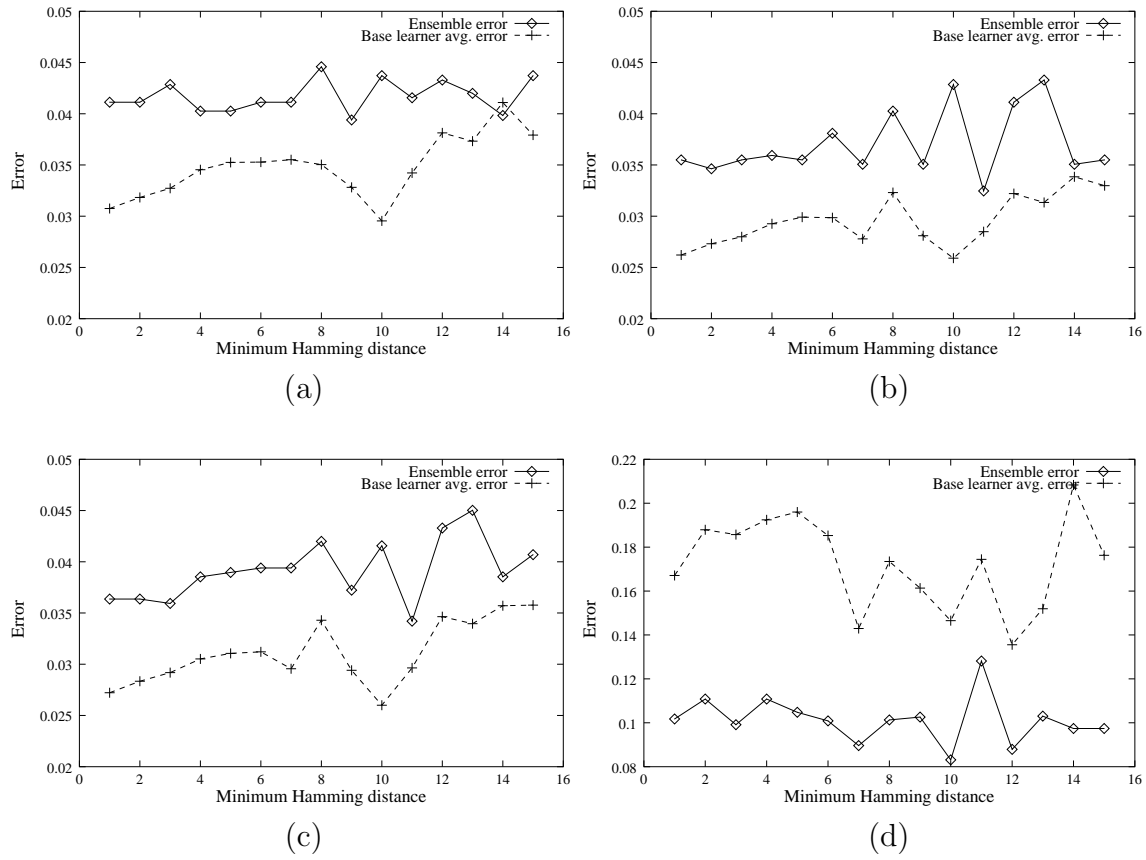 0.05
0.045
0.04
0.035
0.03
0.025
0.02
Error
0 2 4 6 8 10 12 14 16
Minimum Hamming distance
Ensemble error
Base learner avg. error
(a)
0.05
0.045
0.04
0.035
0.03
0.025
0.02
Error
0 2 4 6 8 10 12 14 16
Minimum Hamming distance
Ensemble error
Base learner avg. error
(b)
0.05
0.045
0.04
0.035
0.03
0.025
0.02
Error
0 2 4 6 8 10 12 14 16
Minimum Hamming distance
Ensemble error
Base learner avg. error
(c)
0.22
0.2
0.18
0.16
0.14
0.12
0.1
0.08
Error
0 2 4 6 8 10 12 14 16
Minimum Hamming distance
Ensemble error
Base learner avg. error
(d)